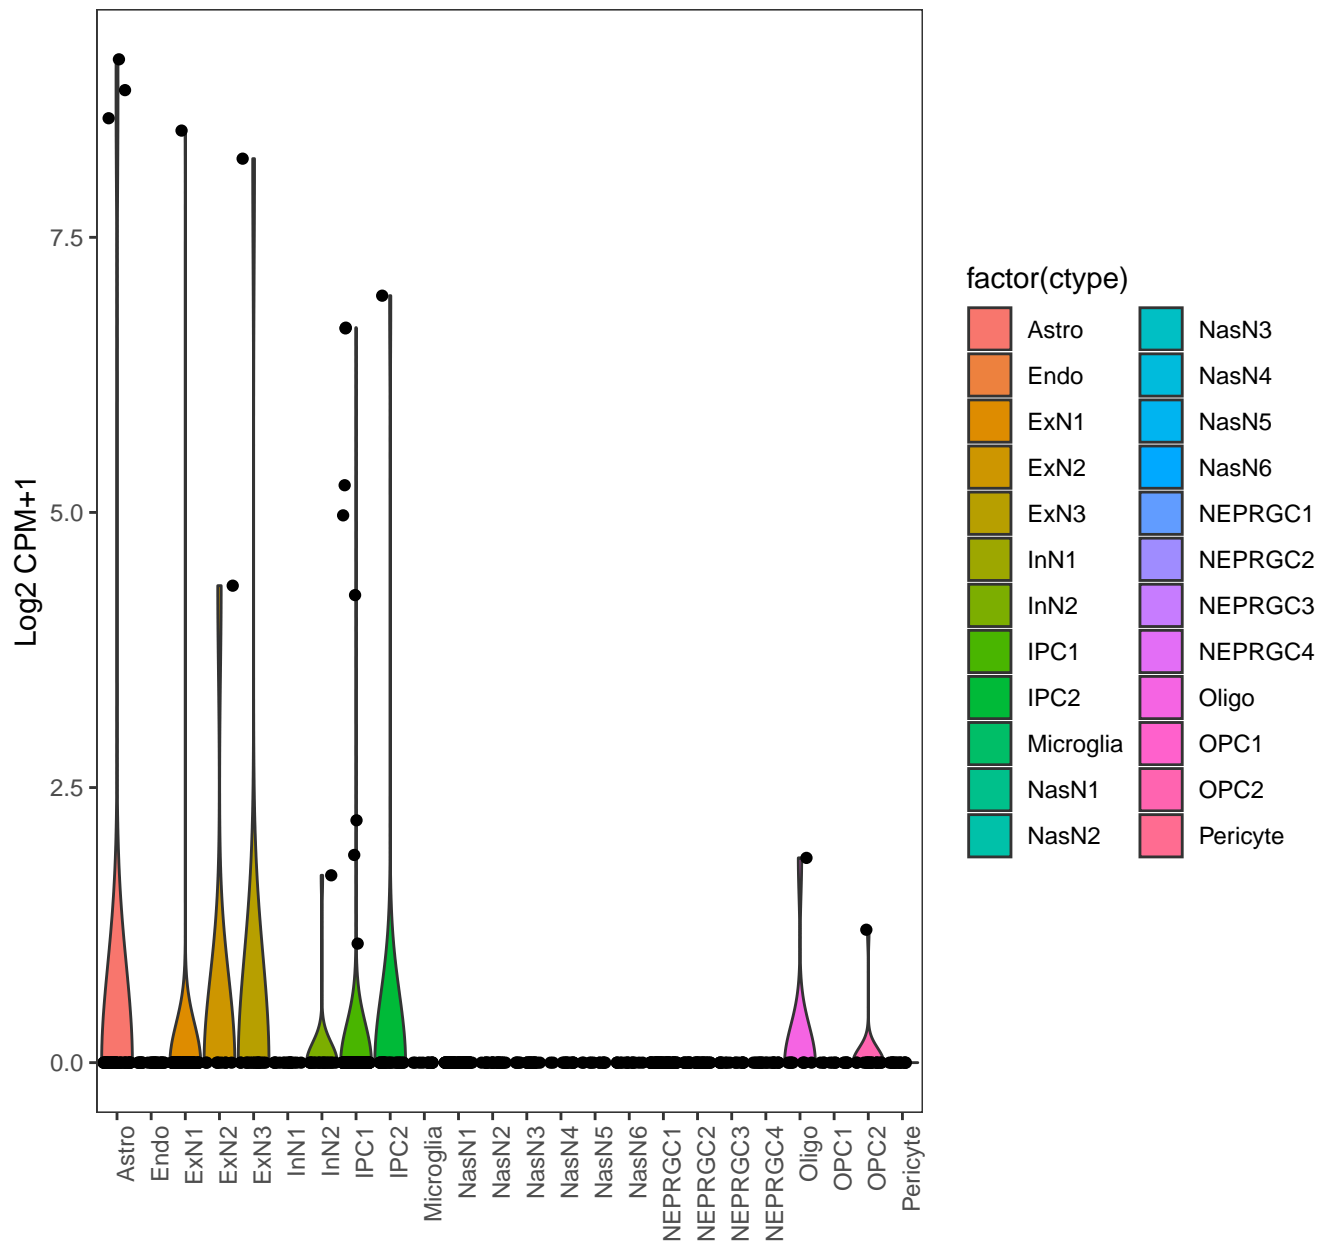 Log2 CPM+1
7.5
5.0
2.5
0.0
Astro
Endo
ExN1
ExN2
ExN3
InN1
InN2
IPC1
IPC2
Microglia
NasN1
NasN2
NasN3
NasN4
NasN5
NasN6
NEPRGC1
NEPRGC2
NEPRGC3
NEPRGC4
Oligo
OPC1
OPC2
Pericyte
factor(ctype)
Astro
Endo
ExN1
ExN2
ExN3
InN1
InN2
IPC1
IPC2
Microglia
NasN1
NasN2
NasN3
NasN4
NasN5
NasN6
NEPRGC1
NEPRGC2
NEPRGC3
NEPRGC4
Oligo
OPC1
OPC2
Pericyte